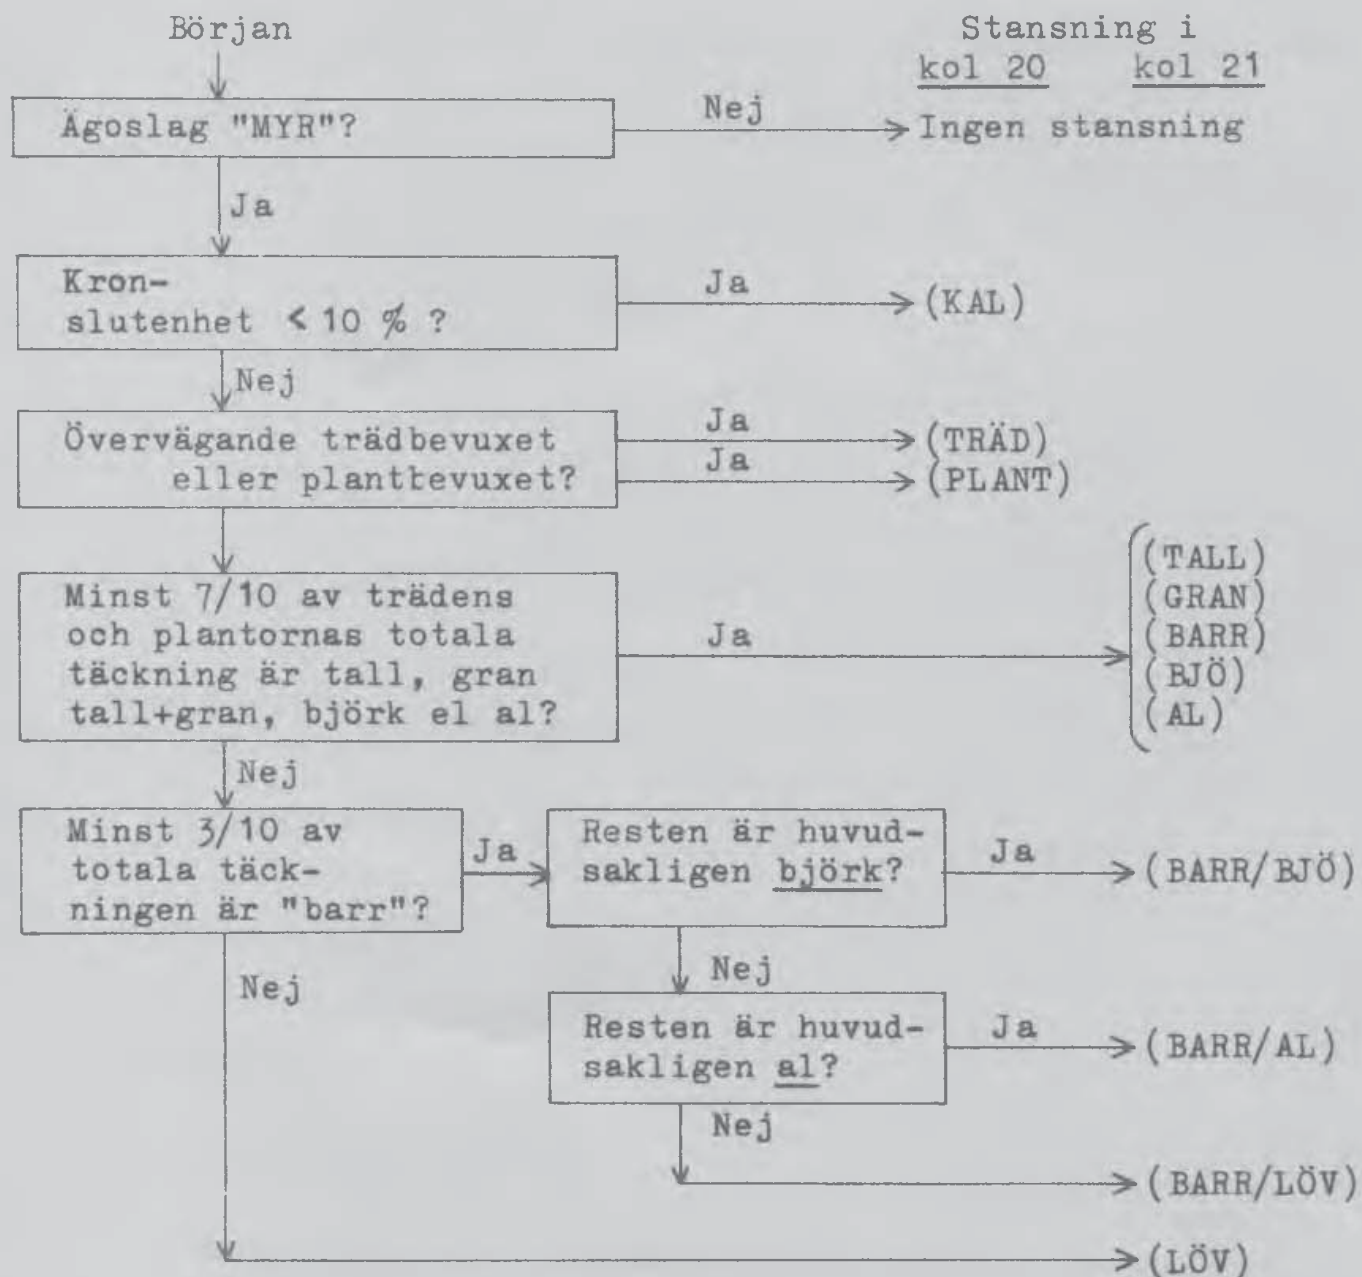 Början
Stansning i
kol 20 kol 21
Ägoslag "MYR"?
Nej
Ingen stansning
Ja
Kron-
slutenhet < 10 % ?
Ja
(KAL)
Nej
Övervägande trädbevuxet
eller planttevuxet?
Ja
(TRÄD)
Ja
(PLANT)
Minst 7/10 av trädens
och plantornas totala
täckning är tall, gran
tall+gran, björk el al?
Ja
(TALL)
(GRAN)
(BARR)
(BJÖ)
(AL)
Nej
Minst 3/10 av
totala täck-
ningen är "barr"?
Ja
Resten är huvud-
sakligen björk?
Ja
(BARR/BJÖ)
Nej
Nej
Resten är huvud-
sakligen al?
Ja
(BARR/AL)
Nej
(BARR/LÖV)
(LÖV)